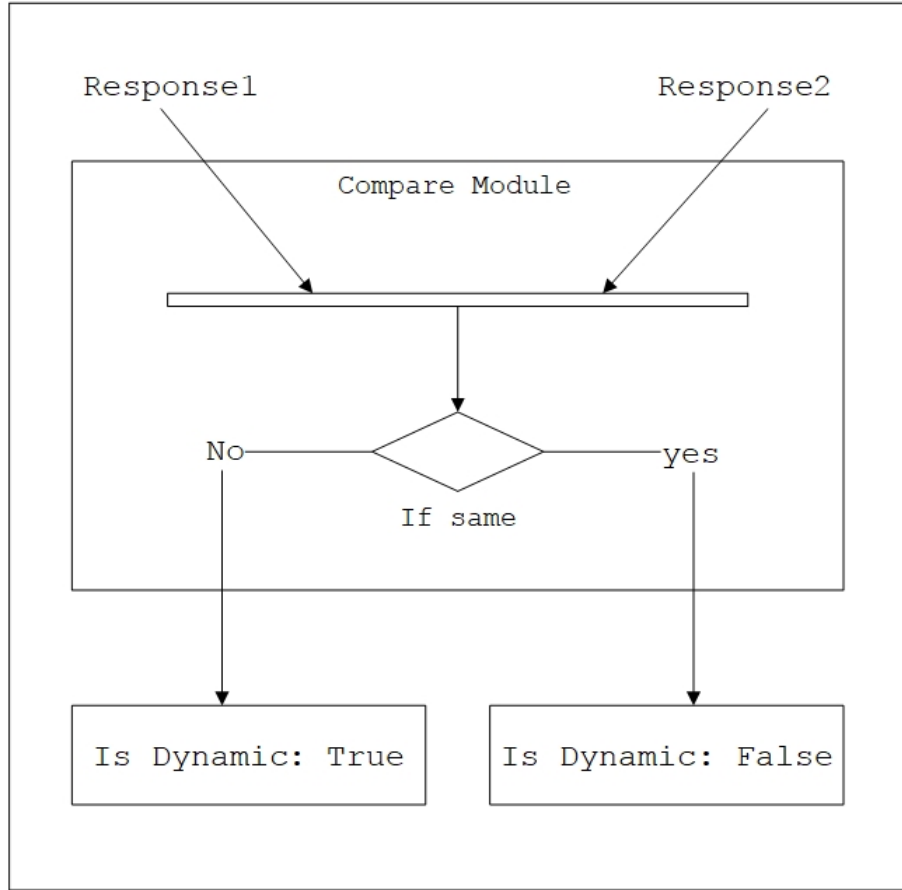 Response1
Response2
Compare Module
No
yes
If same
Is Dynamic: True
Is Dynamic: False